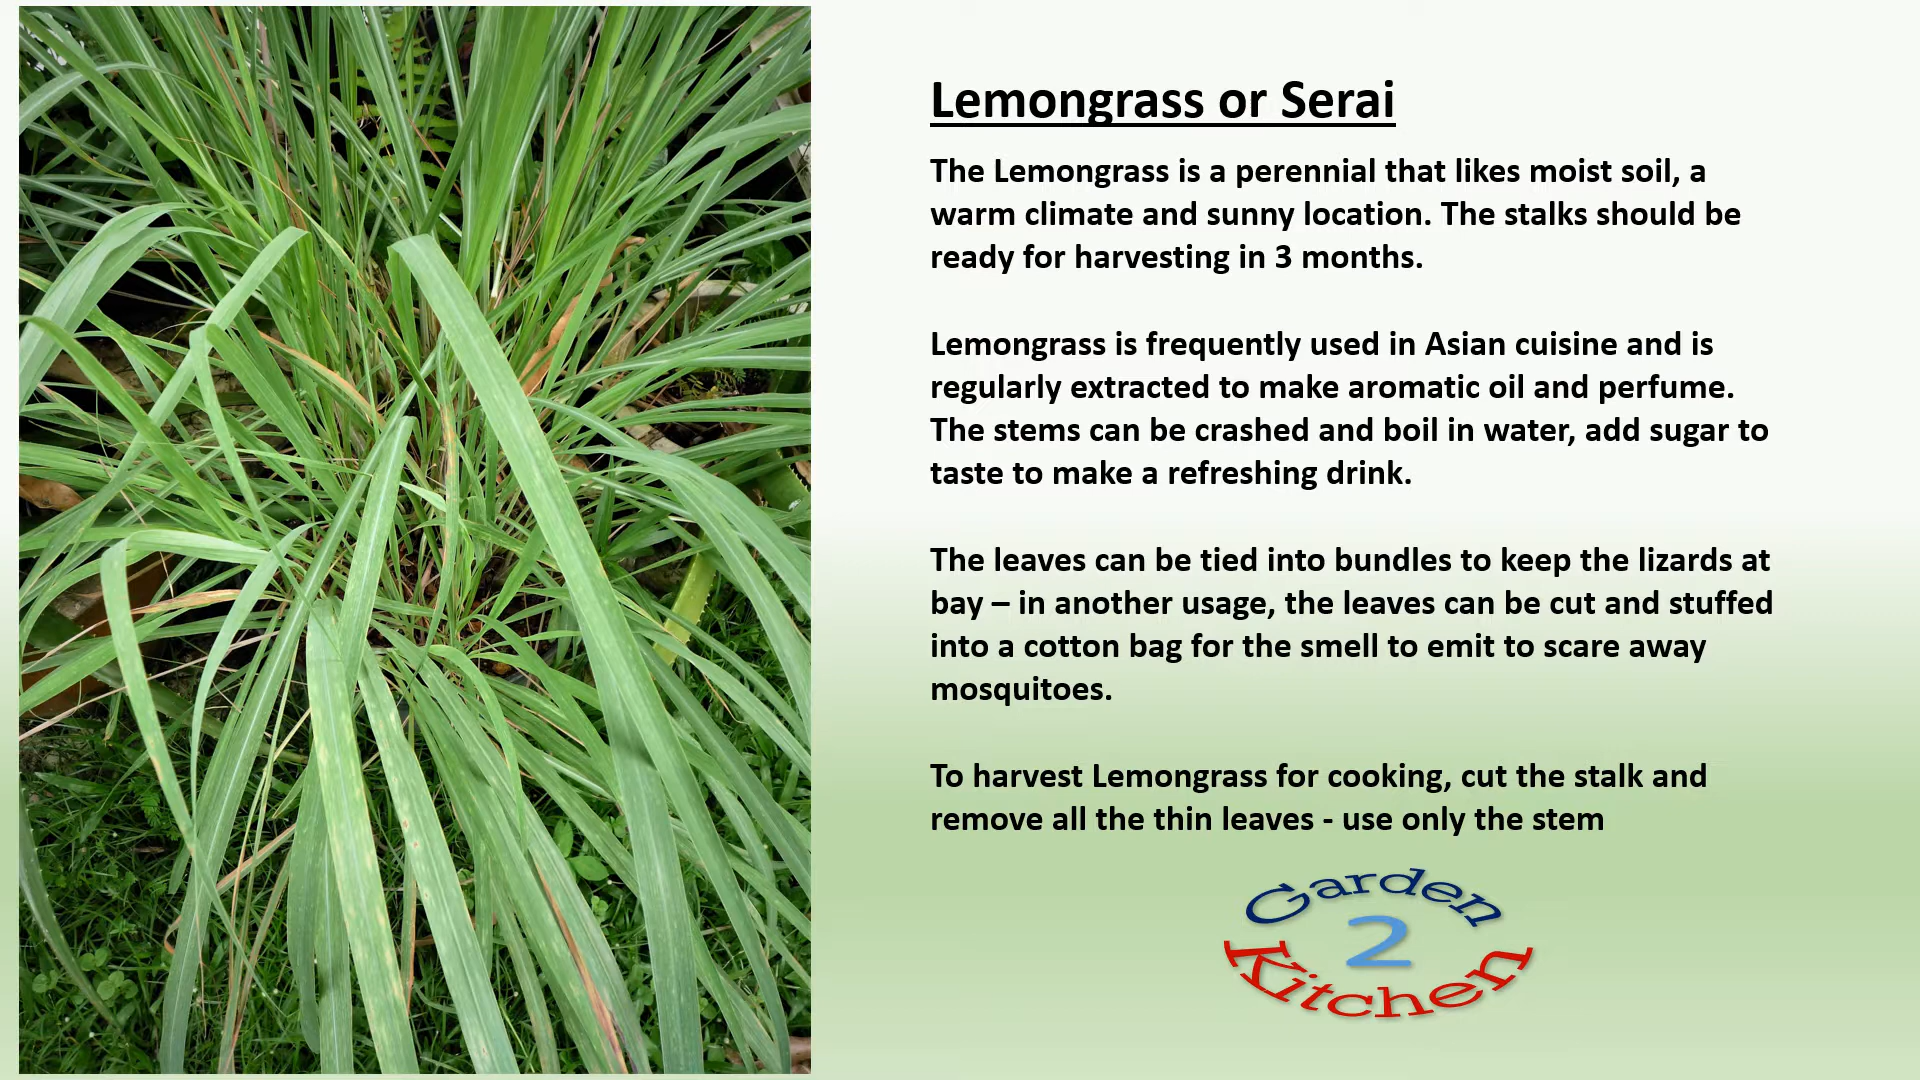 Lemongrass or Serai
The Lemongrass is a perennial that likes moist soil, a
warm climate and sunny location. The stalks should be
ready for harvesting in 3 months.
Lemongrass is frequently used in Asian cuisine and is
regularly extracted to make aromatic oil and perfume.
The stems can be crashed and boil in water, add sugar to
taste to make a refreshing drink.
The leaves can be tied into bundles to keep the lizards at
bay – in another usage, the leaves can be cut and stuffed
into a cotton bag for the smell to emit to scare away
mosquitoes.
To harvest Lemongrass for cooking, cut the stalk and
remove all the thin leaves - use only the stem
Garden
2
Kitchen